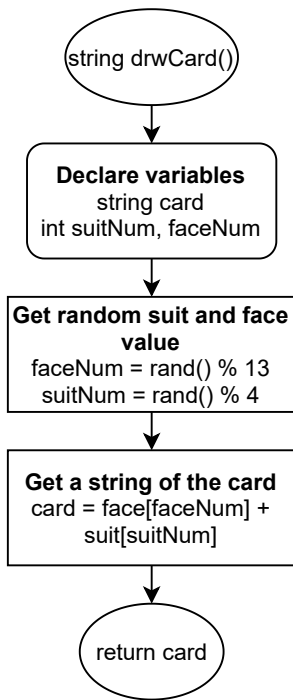 string drwCard()
Declare variables
string card
int suitNum, faceNum
Get random suit and face
value
faceNum = rand() % 13
suitNum = rand() % 4
Get a string of the card
card = face[faceNum] +
suit[suitNum]
return card